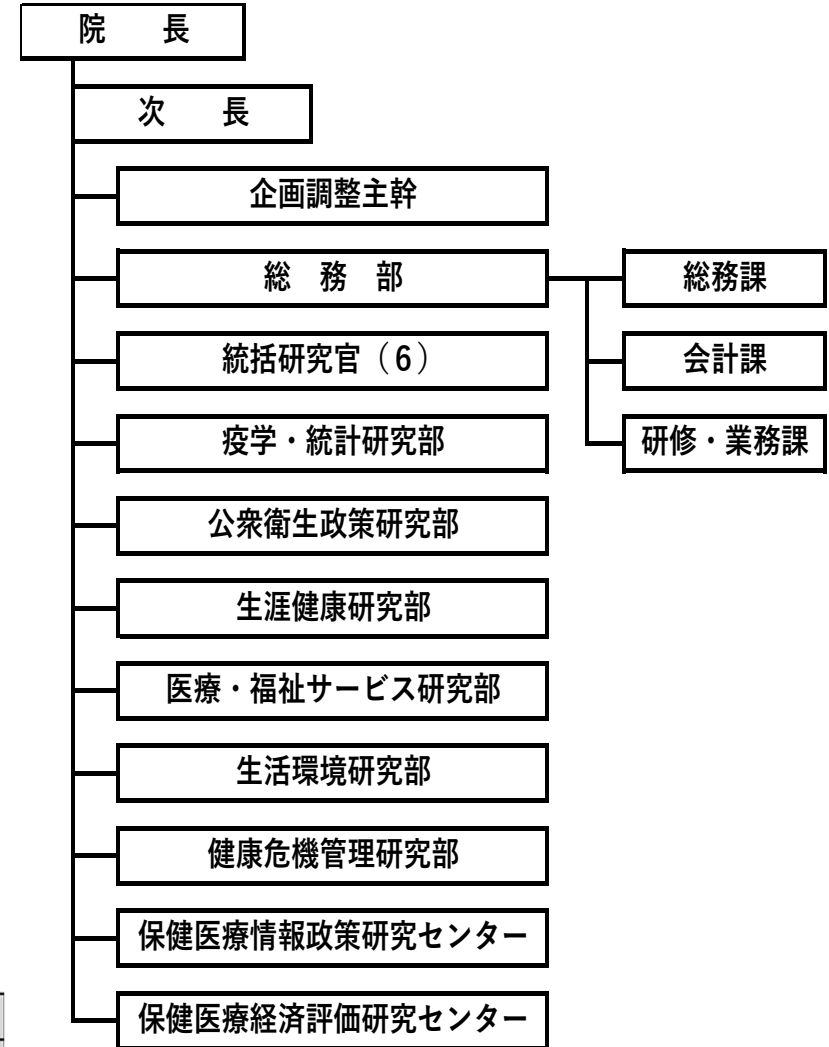 院　　長
次　　長
企画調整主幹
総　務　部
総務課
統括研究官（6）
会計課
疫学・統計研究部
研修・業務課
公衆衛生政策研究部
生涯健康研究部
医療・福祉サービス研究部
生活環境研究部
健康危機管理研究部
保健医療情報政策研究センター
保健医療経済評価研究センター